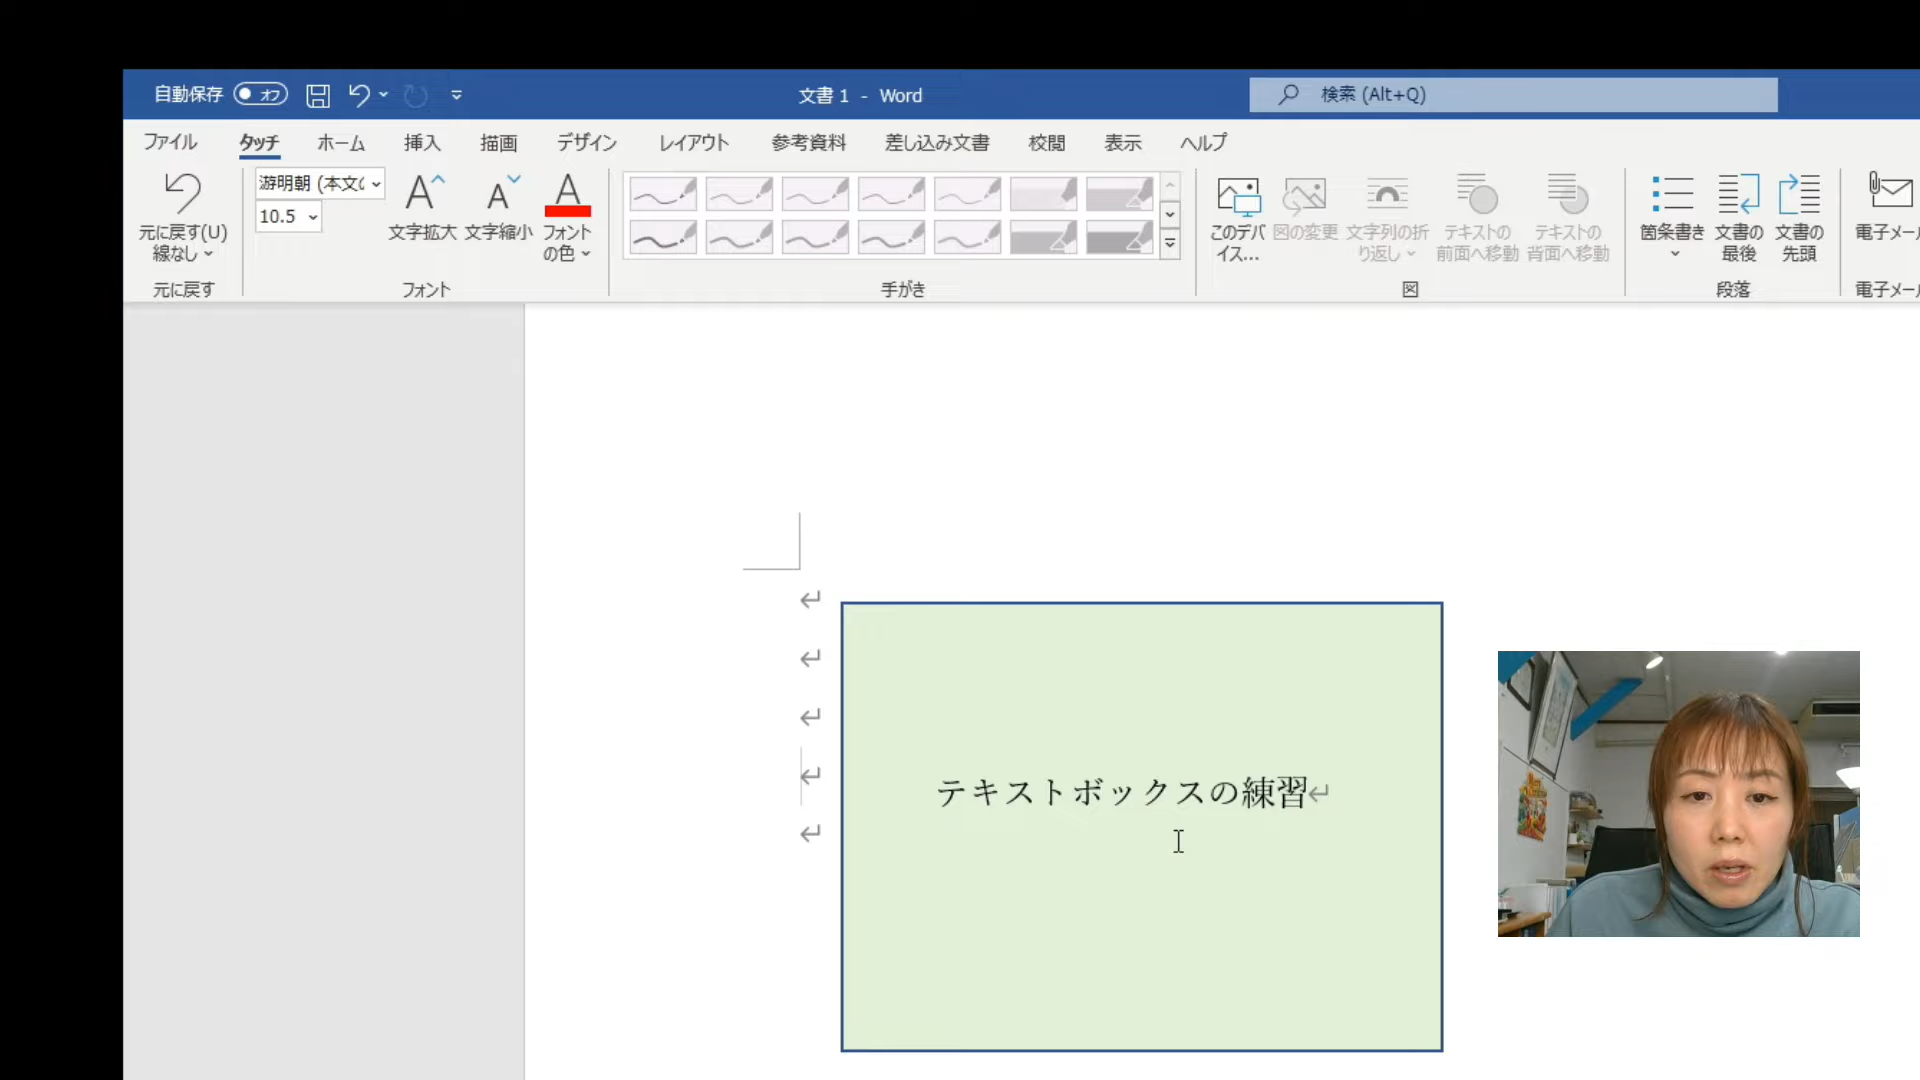 自動保存 オフ
文書 1 - Word
検索 (Alt+Q)
ファイル タッチ ホーム 挿入 描画 デザイン レイアウト 参考資料 差し込み文書 校閲 表示 ヘルプ
元に戻す(U)
線なし
元に戻す
游明朝 (本文(
10.5
文字拡大
文字縮小
フォント
の色
フォント
手がき
このデバ
イス...
図の変更
文字列の折
り返し
テキストの
前面へ移動
テキストの
背面へ移動
図
箇条書き
文書の
最後
文書の
先頭
段落
電子メー
電子メー
テキストボックスの練習